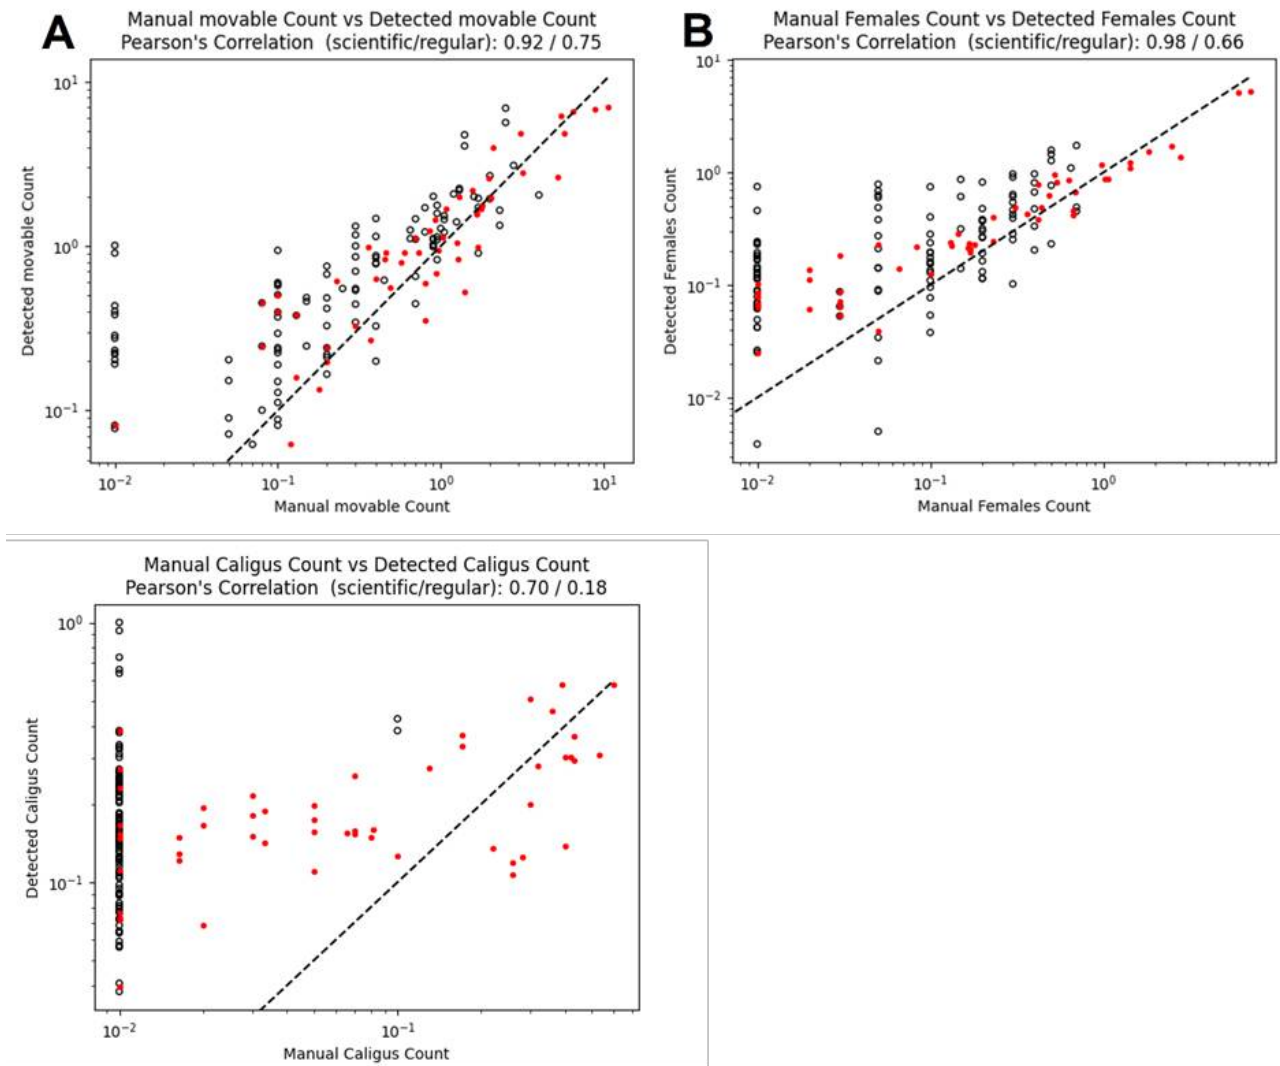 A
Manual movable Count vs Detected movable Count
Pearson's Correlation (scientific/regular): 0.92 / 0.75
10¹
10⁰
10⁻¹
Detected movable Count
10⁻²
10⁻¹
10⁰
10¹
Manual movable Count
B
Manual Females Count vs Detected Females Count
Pearson's Correlation (scientific/regular): 0.98 / 0.66
10¹
10⁰
10⁻¹
10⁻²
Detected Females Count
10⁻²
10⁻¹
10⁰
Manual Females Count
Manual Caligus Count vs Detected Caligus Count
Pearson's Correlation (scientific/regular): 0.70 / 0.18
10⁰
10⁻¹
Detected Caligus Count
10⁻²
10⁻¹
Manual Caligus Count